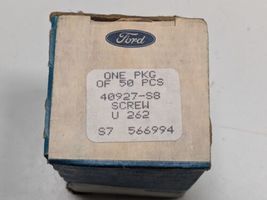 Ford
ONE PKG
OF 50 PCS
40927-S8
SCREW
U 262
S7 566994